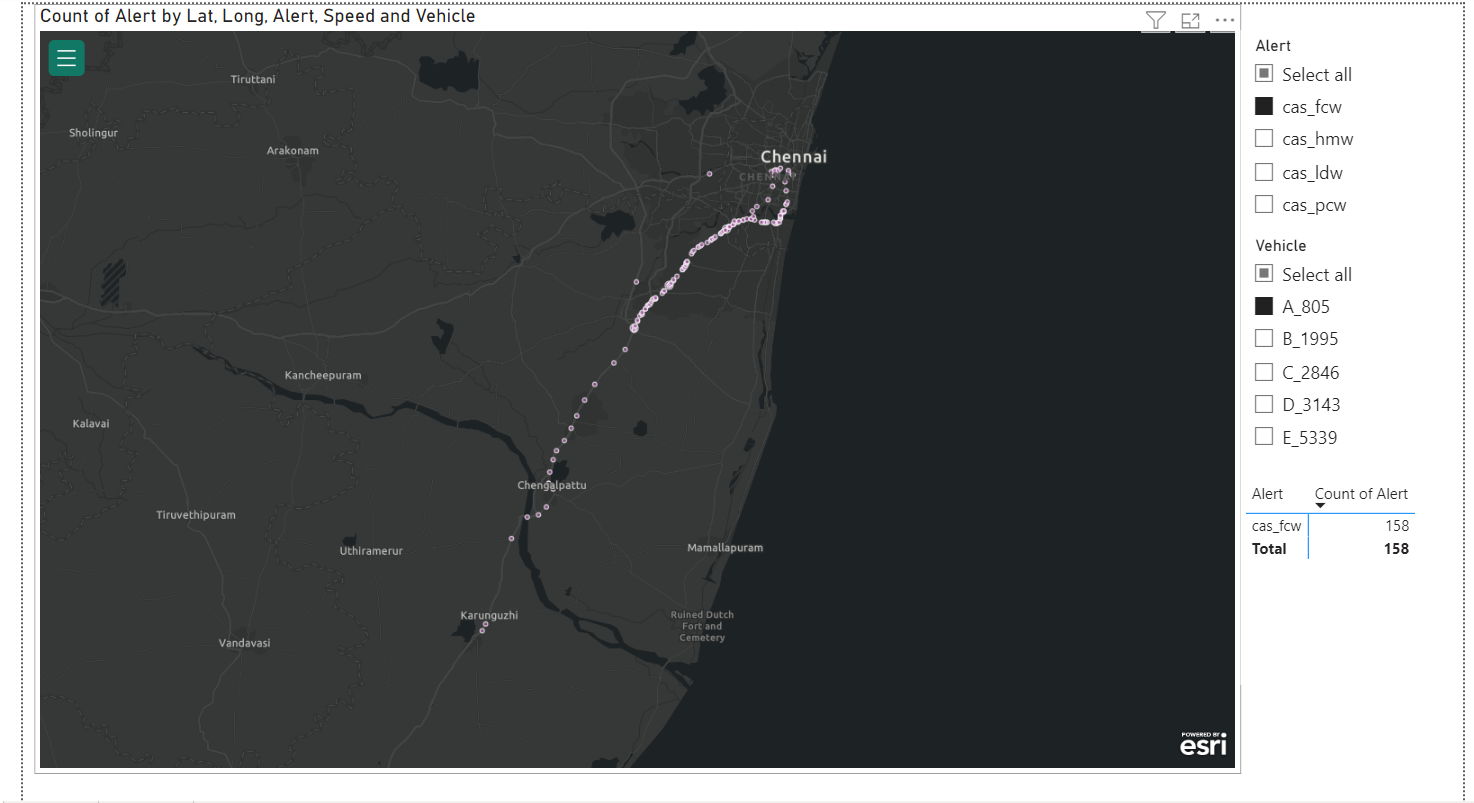 Count of Alert by Lat, Long, Alert, Speed and Vehicle
Tiruttani
Sholingur
Arakonam
Chennai
CHENNAI
Kancheepuram
Kalavai
Chengalpattu
Tiruvethipuram
Uthiramerur
Mamallapuram
Karunguzhi
Ruined Dutch
Fort and
Cemetery
Vandavasi
POWERED BY
esri
Alert
Select all
cas_fcw
cas_hmw
cas_ldw
cas_pcw
Vehicle
Select all
A_805
B_1995
C_2846
D_3143
E_5339
Alert Count of Alert
cas_fcw 158
Total 158